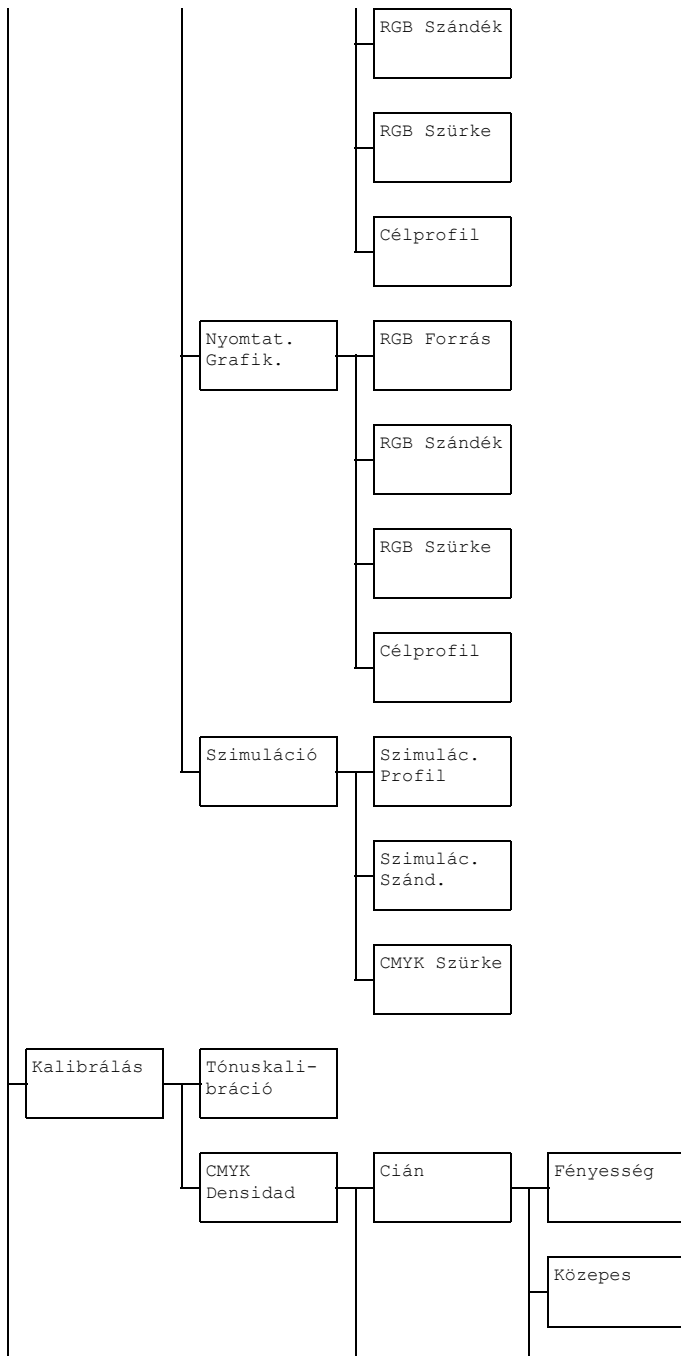 RGB Szándék
RGB Szürke
Célprofil
Nyomtat.
Grafik.
RGB Forrás
RGB Szándék
RGB Szürke
Célprofil
Szimuláció
Szimulác.
Profil
Szimulác.
Szánd.
CMYK Szürke
Kalibrálás
Tónuskali-
bráció
CMYK
Densidad
Cián
Fényesség
Közepes